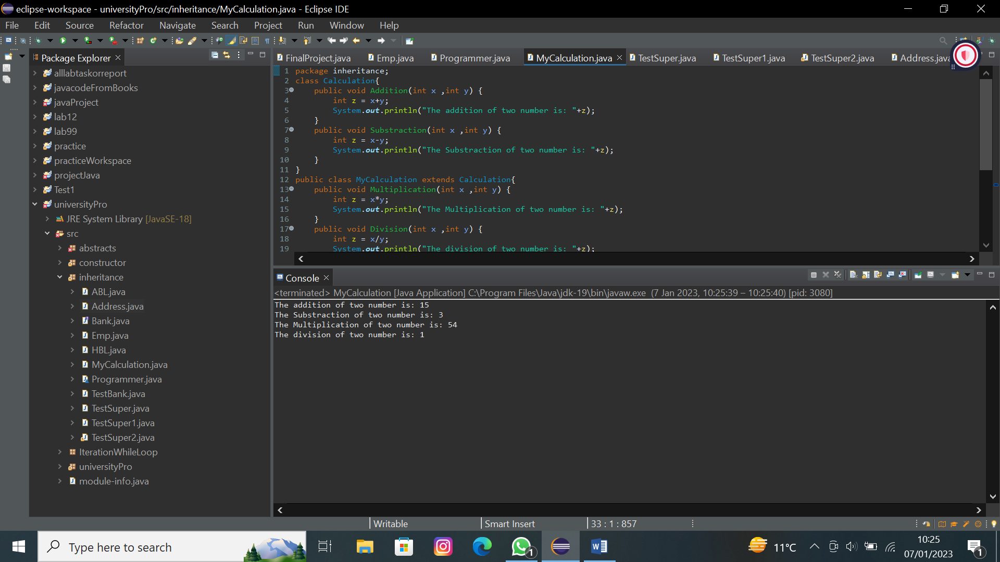 eclipse-workspace - universityPro/src/inheritance/MyCalculation.java - Eclipse IDE
File Edit Source Refactor Navigate Search Project Run Window Help
Package Explorer
alllabtaskorreport
javacodeFromBooks
javaProject
lab12
lab99
practice
practiceWorkspace
projectJava
Test1
universityPro
JRE System Library [JavaSE-18]
src
abstracts
constructor
inheritance
ABL.java
Address.java
Bank.java
Emp.java
HBL.java
MyCalculation.java
Programmer.java
TestBank.java
TestSuper.java
TestSuper1.java
TestSuper2.java
IterationWhileLoop
universityPro
module-info.java
FinalProject.java Emp.java Programmer.java MyCalculation.java TestSuper.java TestSuper1.java TestSuper2.java Address.java
1 package inheritance;
2 class Calculation{
3 public void Addition(int x ,int y) {
4 int z = x+y;
5 System.out.println("The addition of two number is: "+z);
6 }
7 public void Substraction(int x ,int y) {
8 int z = x-y;
9 System.out.println("The Substraction of two number is: "+z);
10 }
11 }
12 public class MyCalculation extends Calculation{
13 public void Multiplication(int x ,int y) {
14 int z = x*y;
15 System.out.println("The Multiplication of two number is: "+z);
16 }
17 public void Division(int x ,int y) {
18 int z = x/y;
19 System.out.println("The division of two number is: "+z);
Console
<terminated> MyCalculation [Java Application] C:\Program Files\Java\jdk-19\bin\javaw.exe (7 Jan 2023, 10:25:39 – 10:25:40) [pid: 3080]
The addition of two number is: 15
The Substraction of two number is: 3
The Multiplication of two number is: 54
The division of two number is: 1
Writable Smart Insert 33 : 1 : 857
Type here to search
1
11°C
10:25
07/01/2023
1